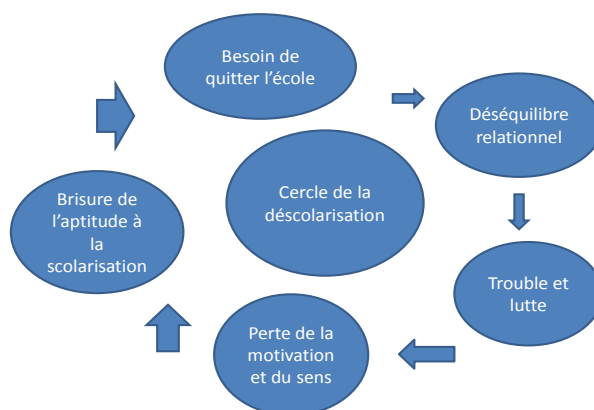 Besoin de
quitter l'école
Déséquilibre
relationnel
Cercle de la
déscolarisation
Brisure de
l'aptitude à
la
scolarisation
Trouble et
lutte
Perte de la
motivation
et du sens